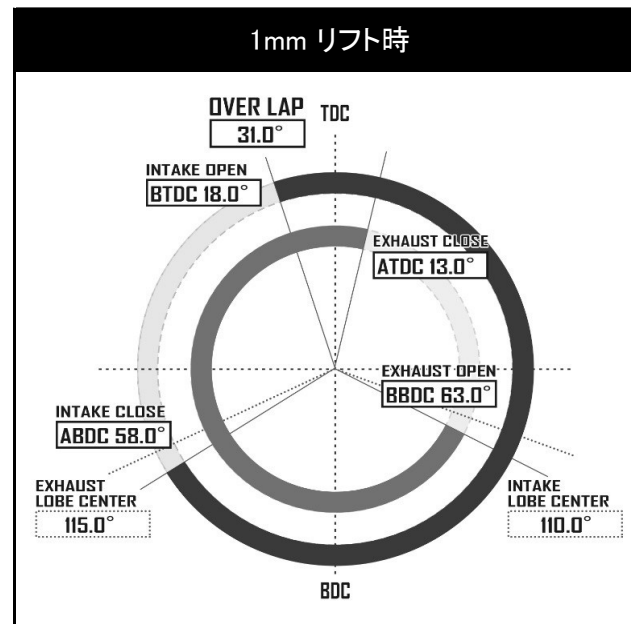 1mm リフト時
OVER LAP
31.0°
TDC
INTAKE OPEN
BTDC 18.0°
EXHAUST CLOSE
ATDC 13.0°
EXHAUST OPEN
BBDC 63.0°
INTAKE CLOSE
ABDC 58.0°
EXHAUST
LOBE CENTER
115.0°
INTAKE
LOBE CENTER
110.0°
BDC